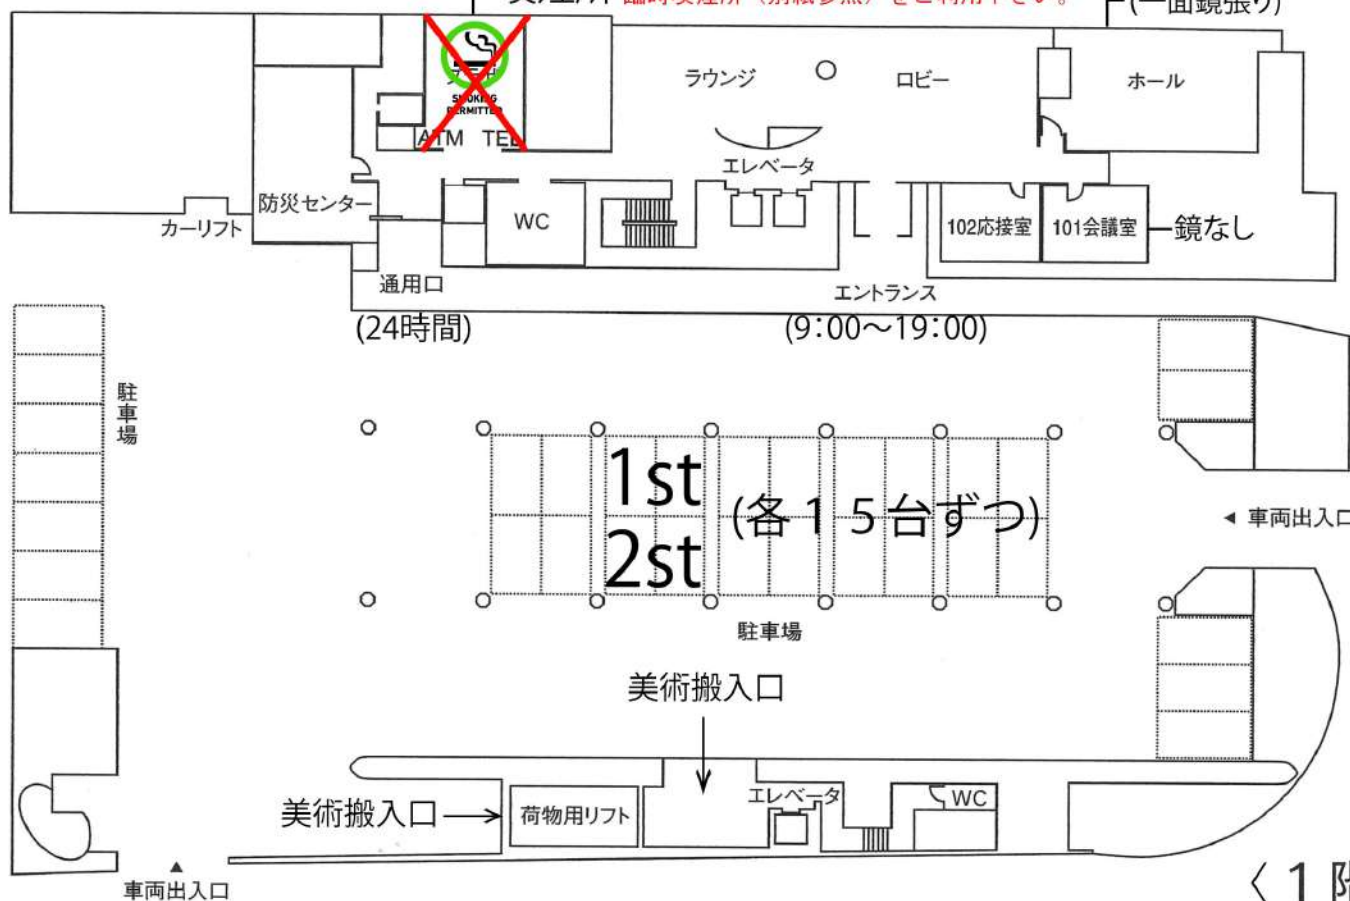 臨時喫煙所（別紙参照）をご利用下さい。
(一面鏡張り)
SMOKING
PERMITTED
ATM TEL
ラウンジ
ロビー
ホール
エレベータ
防災センター
カーリフト
WC
102応接室
101会議室
鏡なし
通用口
(24時間)
エントランス
(9:00～19:00)
駐車場
1st
2st
(各１５台ずつ)
◀ 車両出入口
駐車場
美術搬入口
美術搬入口
荷物用リフト
エレベータ
WC
▲
車両出入口
〈１階